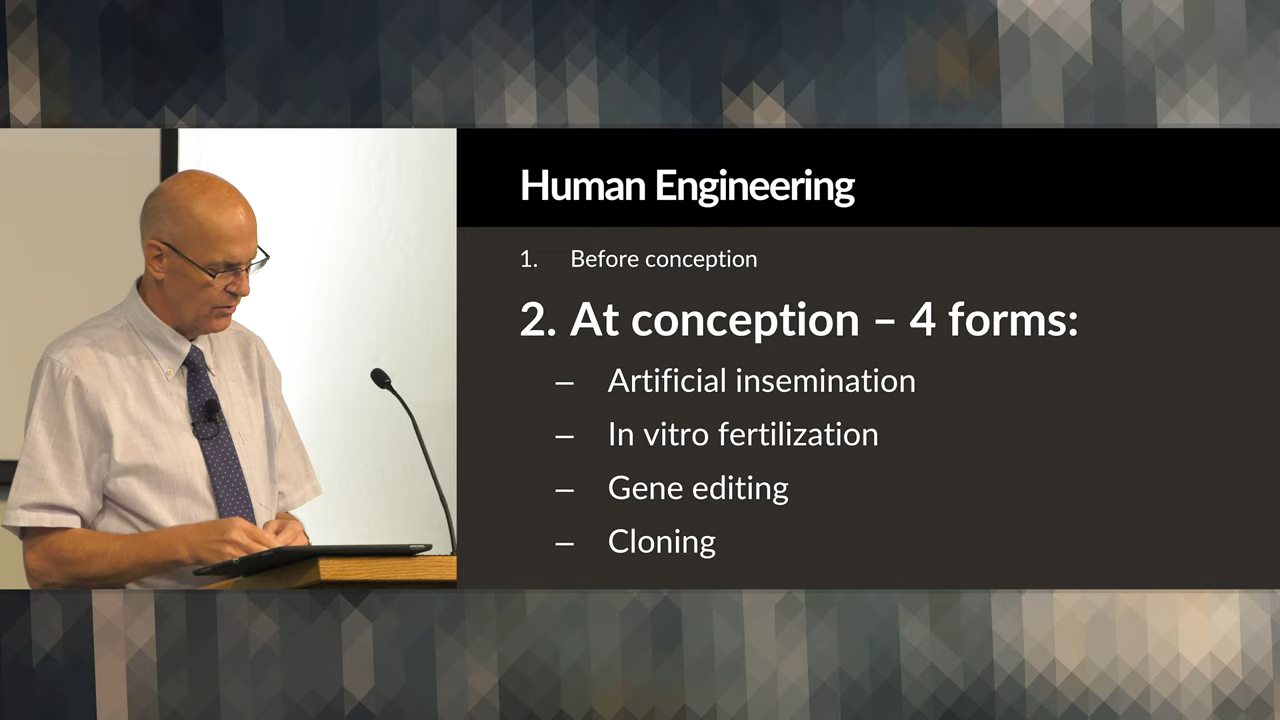 Human Engineering
1. Before conception
2. At conception – 4 forms:
– Artificial insemination
– In vitro fertilization
– Gene editing
– Cloning